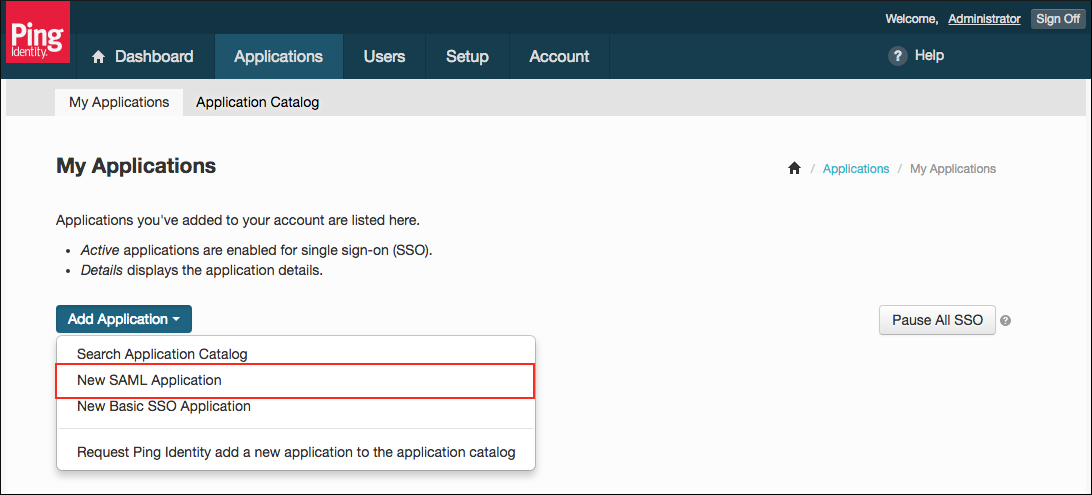 Ping
Identity.
Welcome, Administrator Sign Off
Dashboard Applications Users Setup Account ? Help
My Applications Application Catalog
My Applications
/ Applications / My Applications
Applications you've added to your account are listed here.
• Active applications are enabled for single sign-on (SSO).
• Details displays the application details.
Add Application Pause All SSO ?
Search Application Catalog
New SAML Application
New Basic SSO Application
Request Ping Identity add a new application to the application catalog